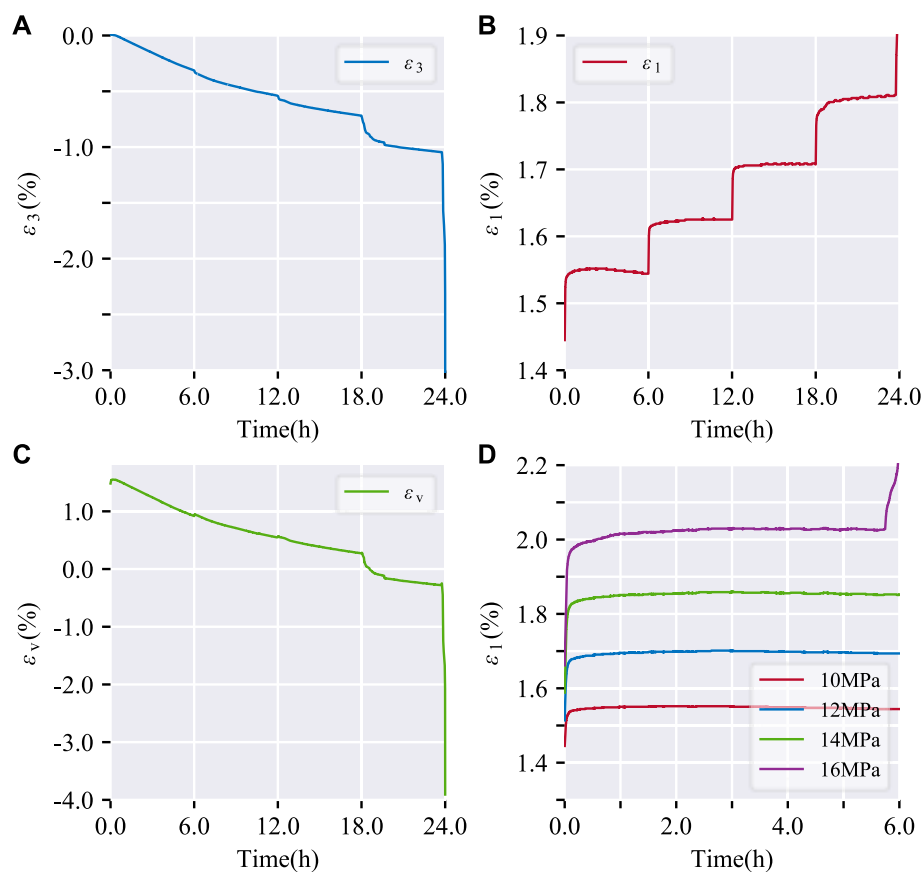 A
0.0
-1.0
-2.0
-3.0
ε3(%)
ε3
0.0 6.0 12.0 18.0 24.0
Time(h)
B
1.9
1.8
1.7
1.6
1.5
1.4
ε1(%)
ε1
0.0 6.0 12.0 18.0 24.0
Time(h)
C
1.0
0.0
-1.0
-2.0
-3.0
-4.0
εv(%)
εv
0.0 6.0 12.0 18.0 24.0
Time(h)
D
2.2
2.0
1.8
1.6
1.4
ε1(%)
10MPa
12MPa
14MPa
16MPa
0.0 2.0 4.0 6.0
Time(h)